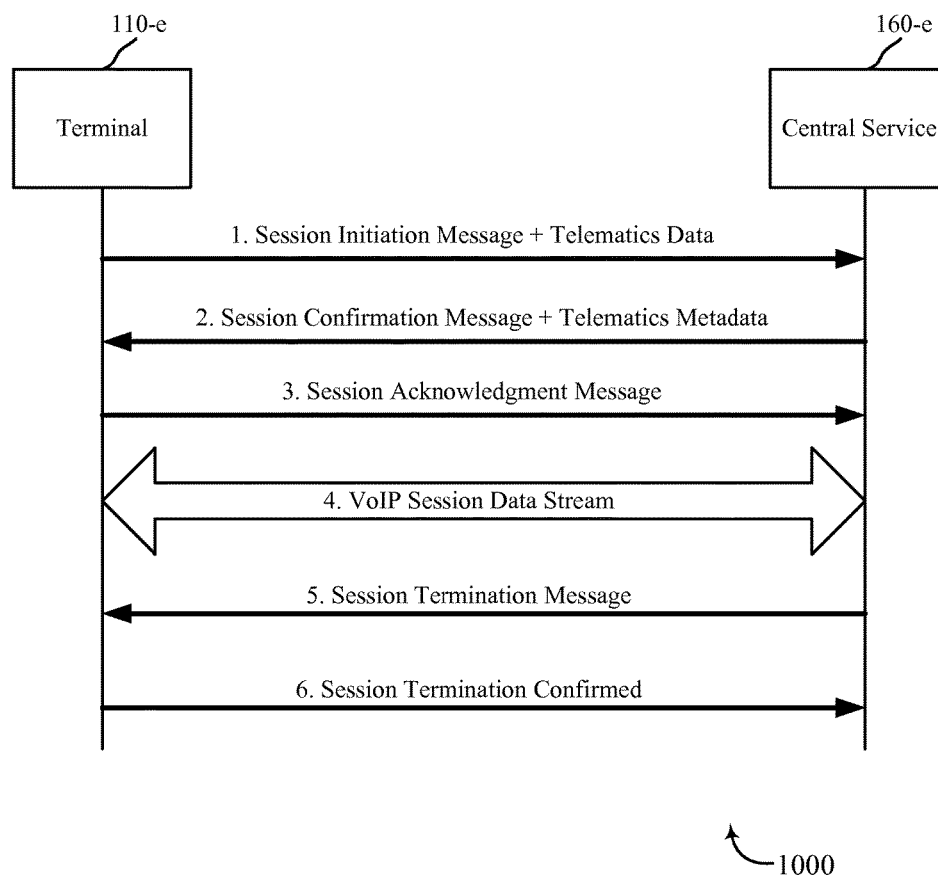 110-e
160-e
Terminal
Central Service
1. Session Initiation Message + Telematics Data
2. Session Confirmation Message + Telematics Metadata
3. Session Acknowledgment Message
4. VoIP Session Data Stream
5. Session Termination Message
6. Session Termination Confirmed
1000